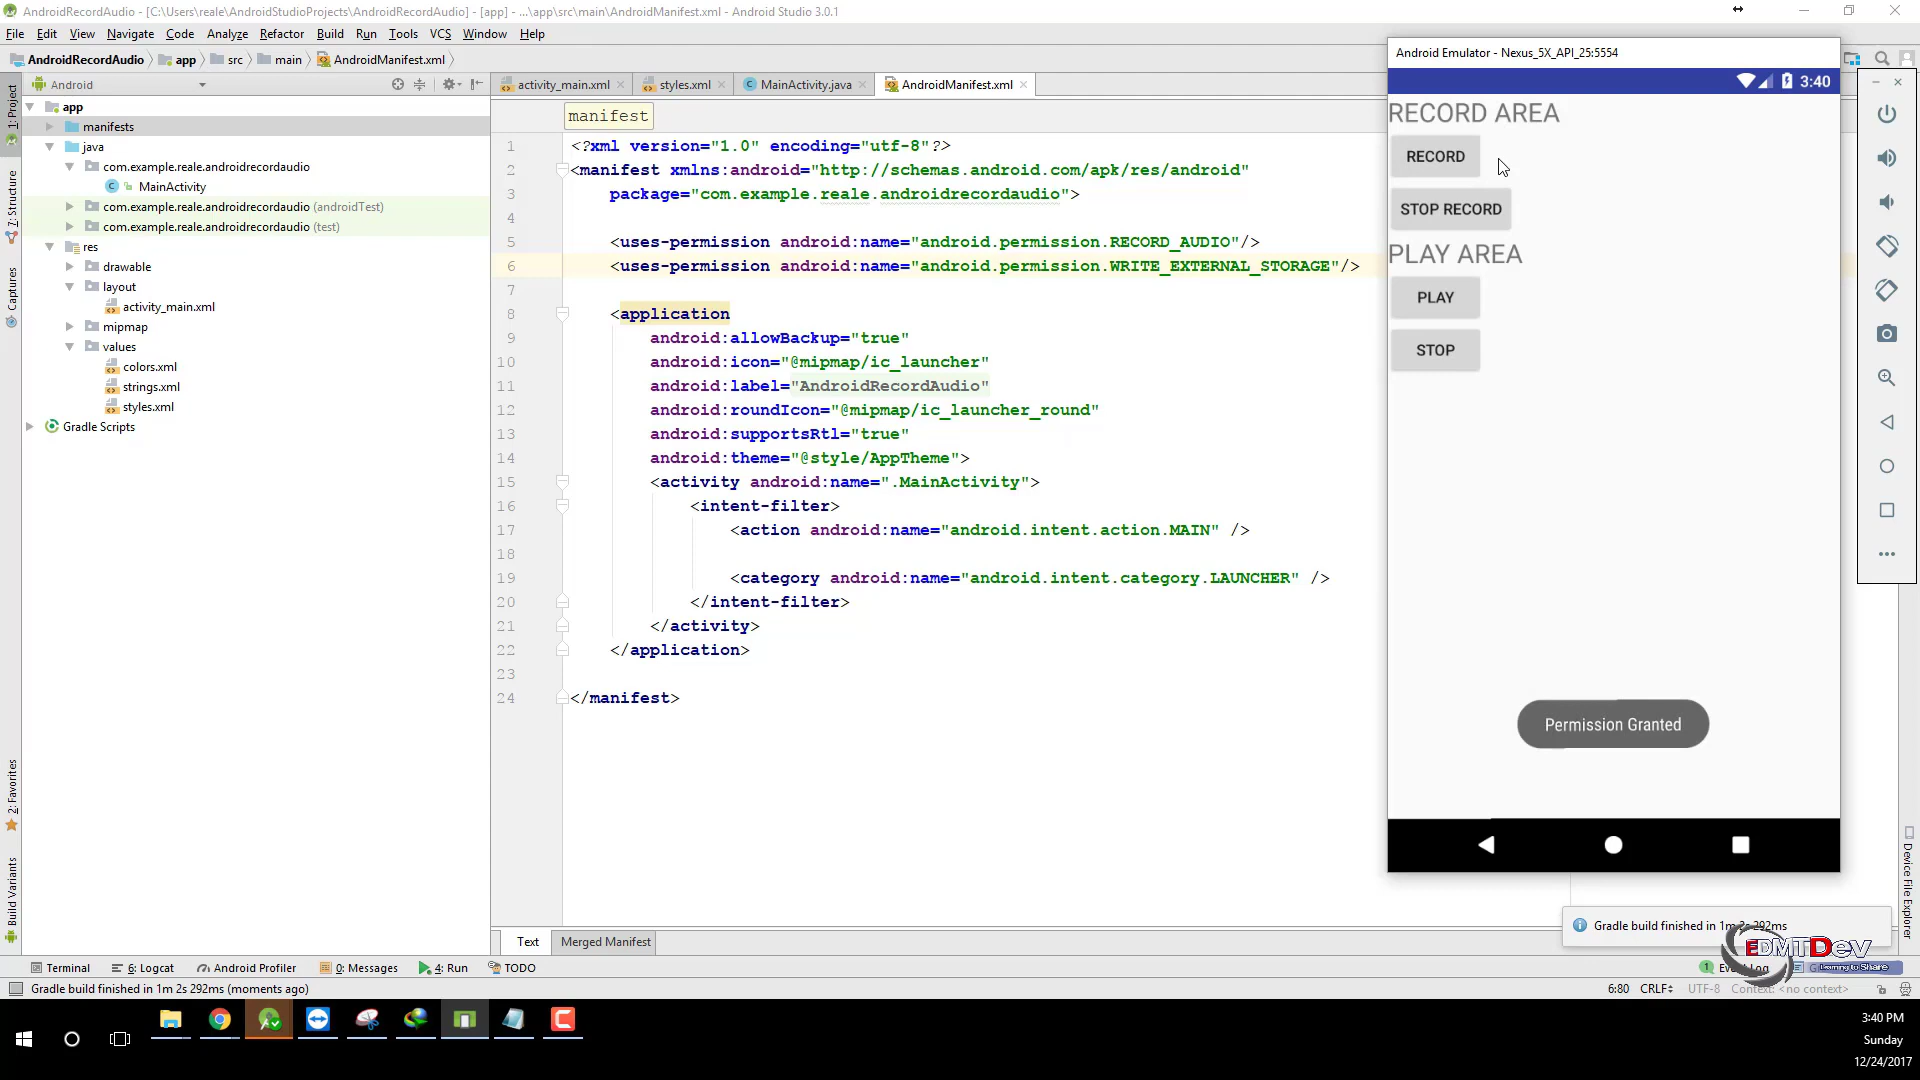 AndroidRecordAudio - [C:\Users\reale\AndroidStudioProjects\AndroidRecordAudio] - [app] - ...\app\src\main\AndroidManifest.xml - Android Studio 3.0.1
File Edit View Navigate Code Analyze Refactor Build Run Tools VCS Window Help
AndroidRecordAudio app src main AndroidManifest.xml
Android
activity_main.xml styles.xml MainActivity.java AndroidManifest.xml
1: Project
7: Structure
Captures
2: Favorites
Build Variants
app
manifests
java
com.example.reale.androidrecordaudio
MainActivity
com.example.reale.androidrecordaudio (androidTest)
com.example.reale.androidrecordaudio (test)
res
drawable
layout
activity_main.xml
mipmap
values
colors.xml
strings.xml
styles.xml
Gradle Scripts
manifest
1 <?xml version="1.0" encoding="utf-8"?>
2 <manifest xmlns:android="http://schemas.android.com/apk/res/android"
3 package="com.example.reale.androidrecordaudio">
4
5 <uses-permission android:name="android.permission.RECORD_AUDIO"/>
6 <uses-permission android:name="android.permission.WRITE_EXTERNAL_STORAGE"/>
7
8 <application
9 android:allowBackup="true"
10 android:icon="@mipmap/ic_launcher"
11 android:label="AndroidRecordAudio"
12 android:roundIcon="@mipmap/ic_launcher_round"
13 android:supportsRtl="true"
14 android:theme="@style/AppTheme">
15 <activity android:name=".MainActivity">
16 <intent-filter>
17 <action android:name="android.intent.action.MAIN" />
18
19 <category android:name="android.intent.category.LAUNCHER" />
20 </intent-filter>
21 </activity>
22 </application>
23
24 </manifest>
Text Merged Manifest
Android Emulator - Nexus_5X_API_25:5554
3:40
RECORD AREA
RECORD
STOP RECORD
PLAY AREA
PLAY
STOP
Permission Granted
Device File Explorer
Gradle build finished in 1m 2s 292ms
EDMTDev
Learning to Share
Terminal 6: Logcat Android Profiler 0: Messages 4: Run TODO
1 Event Log
Gradle build finished in 1m 2s 292ms (moments ago)
6:80 CRLF UTF-8 Context: <no context>
3:40 PM
Sunday
12/24/2017